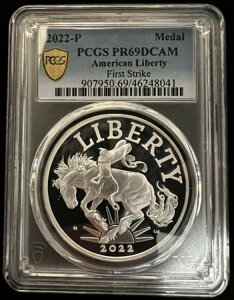 2022-P Medal
PCGS PR69DCAM
American Liberty
First Strike
907950.69/46248041
PCGS
LIBERTY
2022